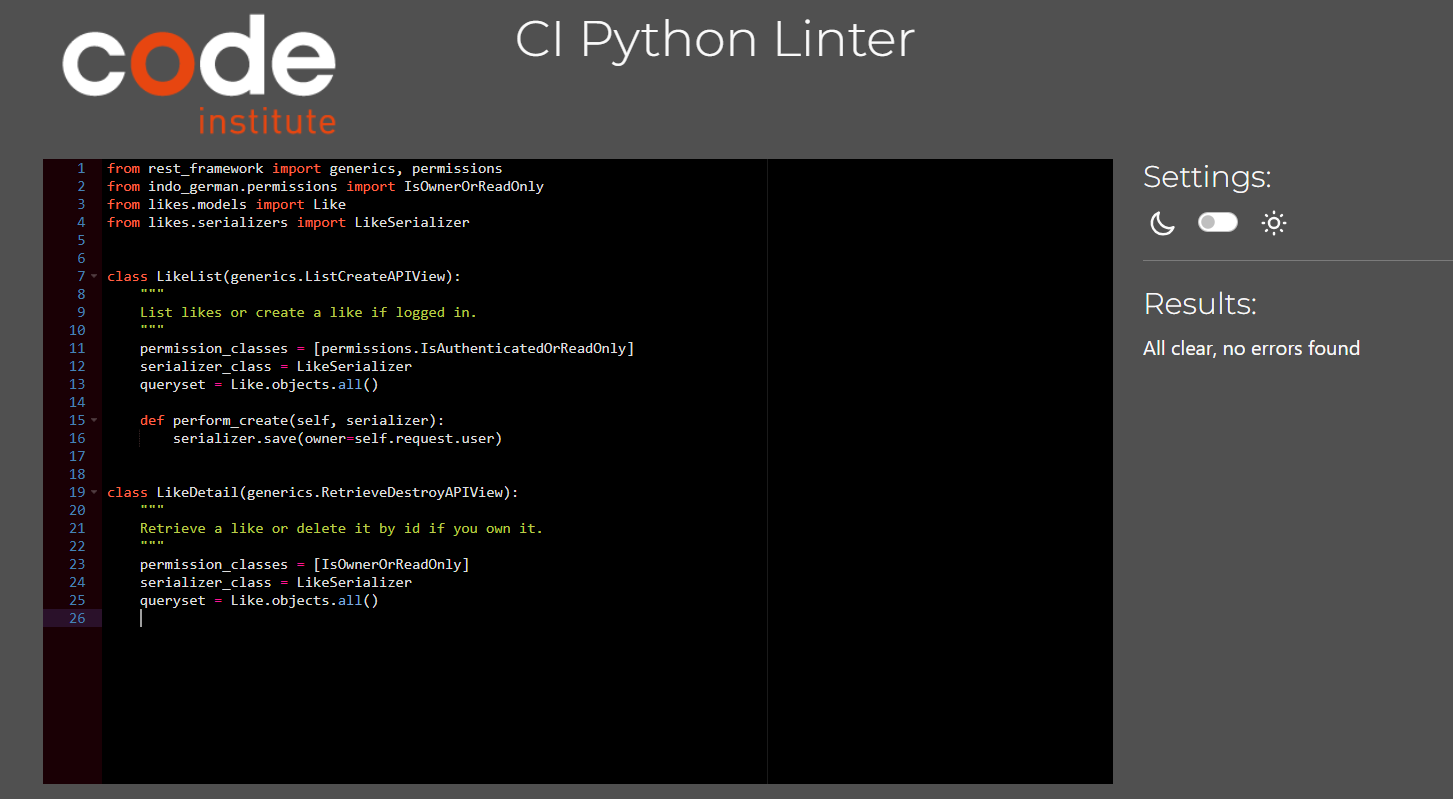 code
institute
CI Python Linter
1 from rest_framework import generics, permissions
2 from indo_german.permissions import IsOwnerOrReadOnly
3 from likes.models import Like
4 from likes.serializers import LikeSerializer
5
6
7 class LikeList(generics.ListCreateAPIView):
8     """
9     List likes or create a like if logged in.
10     """
11     permission_classes = [permissions.IsAuthenticatedOrReadOnly]
12     serializer_class = LikeSerializer
13     queryset = Like.objects.all()
14
15     def perform_create(self, serializer):
16         serializer.save(owner=self.request.user)
17
18
19 class LikeDetail(generics.RetrieveDestroyAPIView):
20     """
21     Retrieve a like or delete it by id if you own it.
22     """
23     permission_classes = [IsOwnerOrReadOnly]
24     serializer_class = LikeSerializer
25     queryset = Like.objects.all()
26
Settings:
Results:
All clear, no errors found